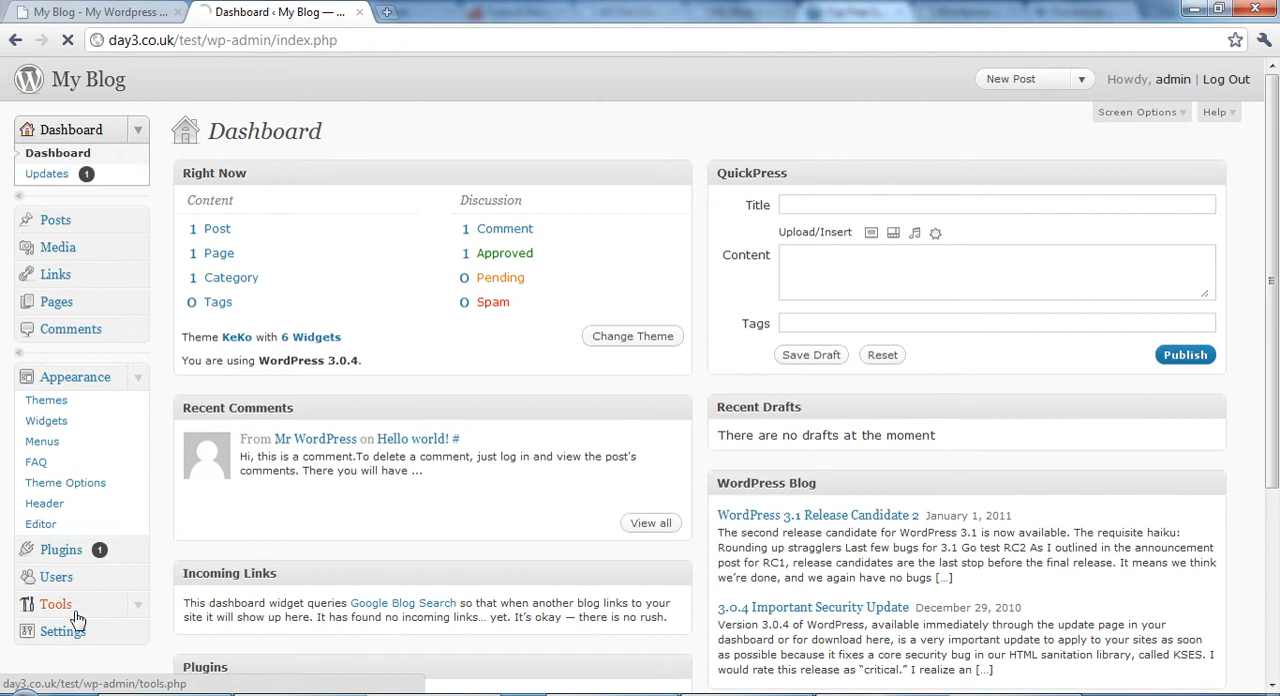 My Blog - My Wordpress ...
Dashboard ‹ My Blog — ...
day3.co.uk/test/wp-admin/index.php
My Blog
New Post
Howdy, admin | Log Out
Screen Options
Help
Dashboard
Dashboard
Updates 1
Posts
Media
Links
Pages
Comments
Appearance
Themes
Widgets
Menus
FAQ
Theme Options
Header
Editor
Plugins 1
Users
Tools
Settings
Dashboard
Right Now
Content
1 Post
1 Page
1 Category
0 Tags
Discussion
1 Comment
1 Approved
0 Pending
0 Spam
Theme KeKo with 6 Widgets
Change Theme
You are using WordPress 3.0.4.
Recent Comments
From Mr WordPress on Hello world! #
Hi, this is a comment.To delete a comment, just log in and view the post's
comments. There you will have ...
View all
Incoming Links
This dashboard widget queries Google Blog Search so that when another blog links to your
site it will show up here. It has found no incoming links... yet. It's okay — there is no rush.
Plugins
QuickPress
Title
Upload/Insert
Content
Tags
Save Draft
Reset
Publish
Recent Drafts
There are no drafts at the moment
WordPress Blog
WordPress 3.1 Release Candidate 2 January 1, 2011
The second release candidate for WordPress 3.1 is now available. The requisite haiku:
Rounding up stragglers Last few bugs for 3.1 Go test RC2 As I outlined in the announcement
post for RC1, release candidates are the last stop before the final release. It means we think
we're done, and we again have no bugs [...]
3.0.4 Important Security Update December 29, 2010
Version 3.0.4 of WordPress, available immediately through the update page in your
dashboard or for download here, is a very important update to apply to your sites as soon
as possible because it fixes a core security bug in our HTML sanitation library, called KSES. I
would rate this release as "critical." I realize an [...]
day3.co.uk/test/wp-admin/tools.php